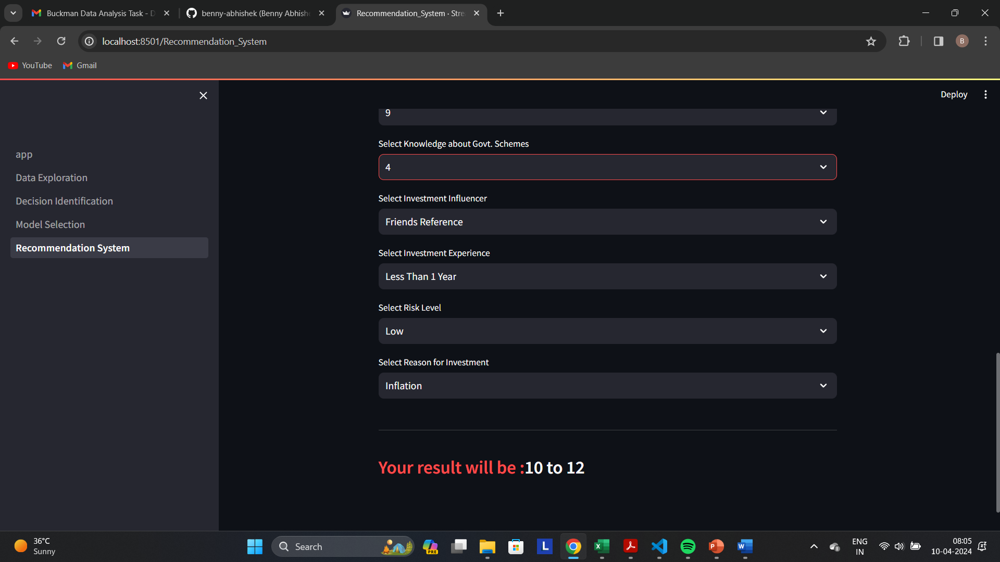 Buckman Data Analysis Task - D
benny-abhishek (Benny Abhishe
Recommendation_System · Stre
localhost:8501/Recommendation_System
B
YouTube
Gmail
Deploy
app
Data Exploration
Decision Identification
Model Selection
Recommendation System
9
Select Knowledge about Govt. Schemes
4
Select Investment Influencer
Friends Reference
Select Investment Experience
Less Than 1 Year
Select Risk Level
Low
Select Reason for Investment
Inflation
Your result will be :10 to 12
36°C
Sunny
Search
PRE
L
ENG
IN
08:05
10-04-2024